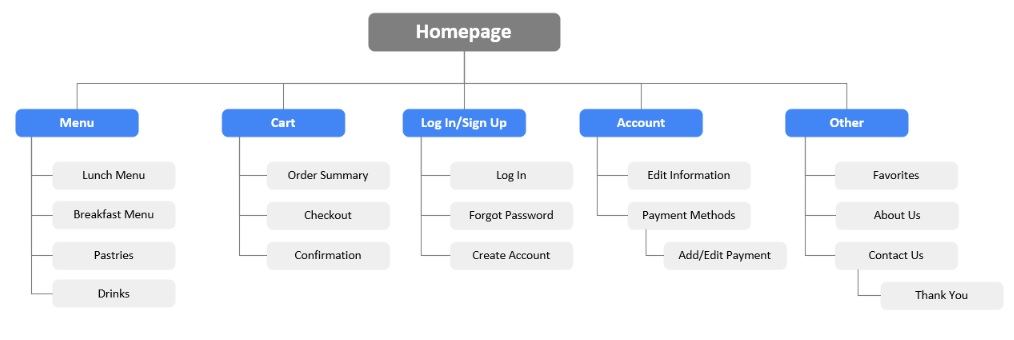 Homepage
Menu
Cart
Log In/Sign Up
Account
Other
Lunch Menu
Order Summary
Log In
Edit Information
Favorites
Breakfast Menu
Checkout
Forgot Password
Payment Methods
About Us
Pastries
Confirmation
Create Account
Add/Edit Payment
Contact Us
Drinks
Thank You